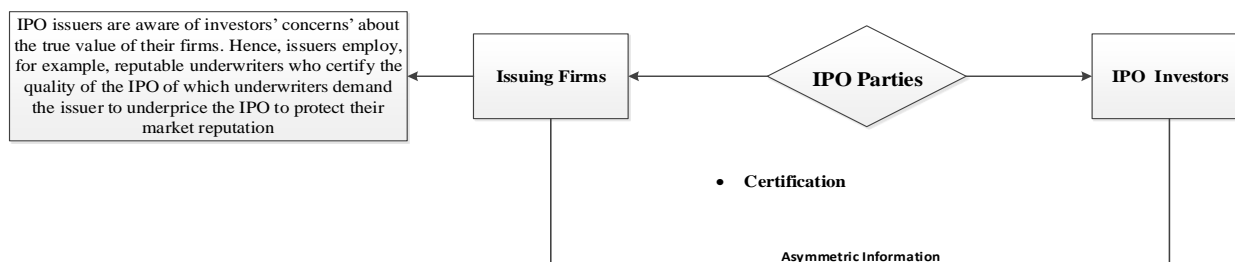 IPO issuers are aware of investors’ concerns’ about
the true value of their firms. Hence, issuers employ,
for example, reputable underwriters who certify the
quality of the IPO of which underwriters demand
the issuer to underprice the IPO to protect their
market reputation
Issuing Firms
IPO Parties
IPO Investors
• Certification
Asymmetric Information